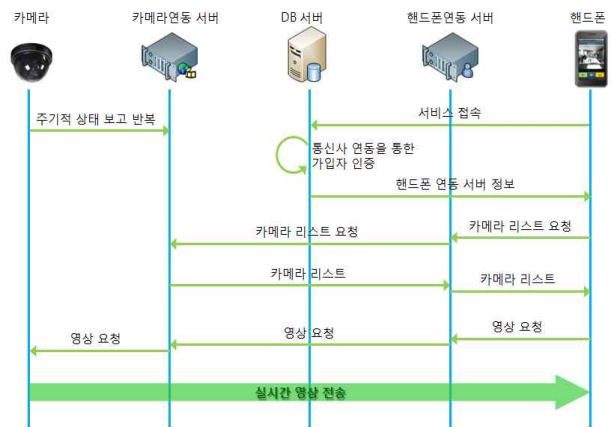 카메라
카메라연동 서버
DB 서버
핸드폰연동 서버
핸드폰
주기적 상태 보고 반복
서비스 접속
통신사 연동을 통한
가입자 인증
핸드폰 연동 서버 정보
카메라 리스트 요청
카메라 리스트 요청
카메라 리스트
카메라 리스트
영상 요청
영상 요청
영상 요청
실시간 영상 전송